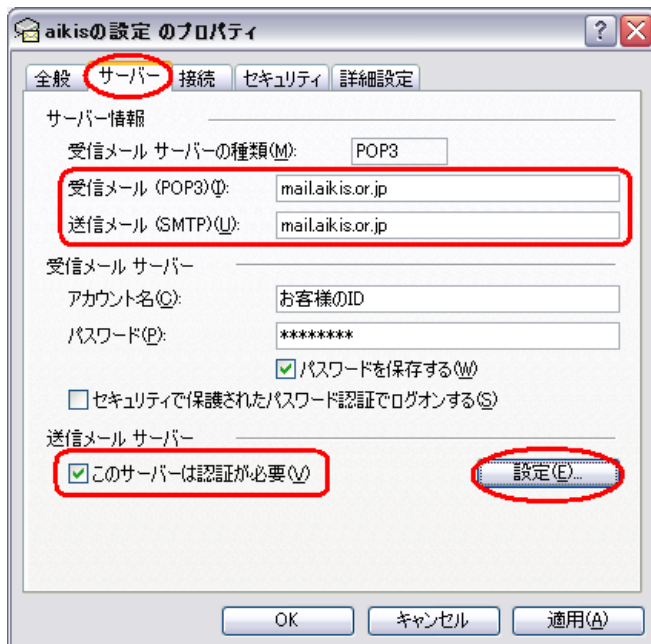 aikisの設定 のプロパティ
全般 サーバー 接続 セキュリティ 詳細設定
サーバー情報
受信メール サーバーの種類(M): POP3
受信メール (POP3)(I): mail.aikis.or.jp
送信メール (SMTP)(U): mail.aikis.or.jp
受信メール サーバー
アカウント名(C): お客様のID
パスワード(P): ********
パスワードを保存する(W)
セキュリティで保護されたパスワード認証でログオンする(S)
送信メール サーバー
このサーバーは認証が必要(V) 設定(E)...
OK キャンセル 適用(A)